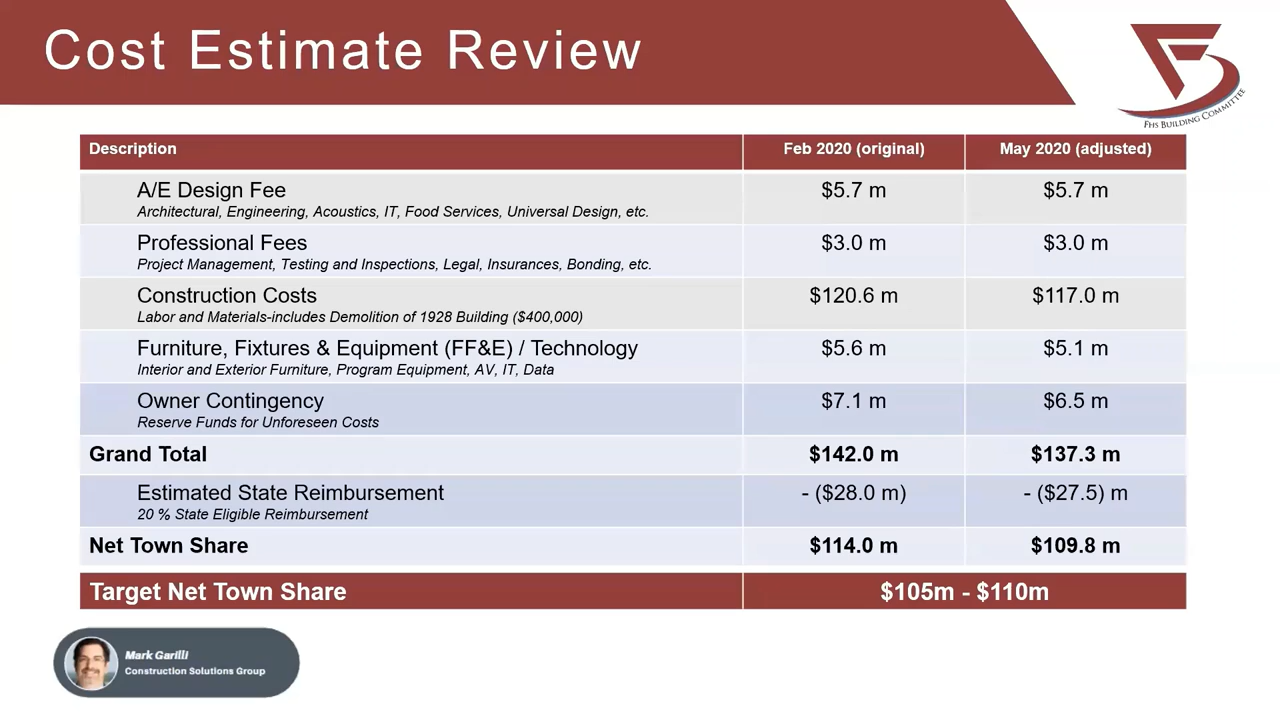 Cost Estimate Review
FHS BUILDING COMMITTEE
Description Feb 2020 (original) May 2020 (adjusted)
A/E Design Fee $5.7 m $5.7 m
Architectural, Engineering, Acoustics, IT, Food Services, Universal Design, etc.
Professional Fees $3.0 m $3.0 m
Project Management, Testing and Inspections, Legal, Insurances, Bonding, etc.
Construction Costs $120.6 m $117.0 m
Labor and Materials-includes Demolition of 1928 Building ($400,000)
Furniture, Fixtures & Equipment (FF&E) / Technology $5.6 m $5.1 m
Interior and Exterior Furniture, Program Equipment, AV, IT, Data
Owner Contingency $7.1 m $6.5 m
Reserve Funds for Unforeseen Costs
Grand Total $142.0 m $137.3 m
Estimated State Reimbursement - ($28.0 m) - ($27.5) m
20 % State Eligible Reimbursement
Net Town Share $114.0 m $109.8 m
Target Net Town Share $105m - $110m
Mark Garilli
Construction Solutions Group